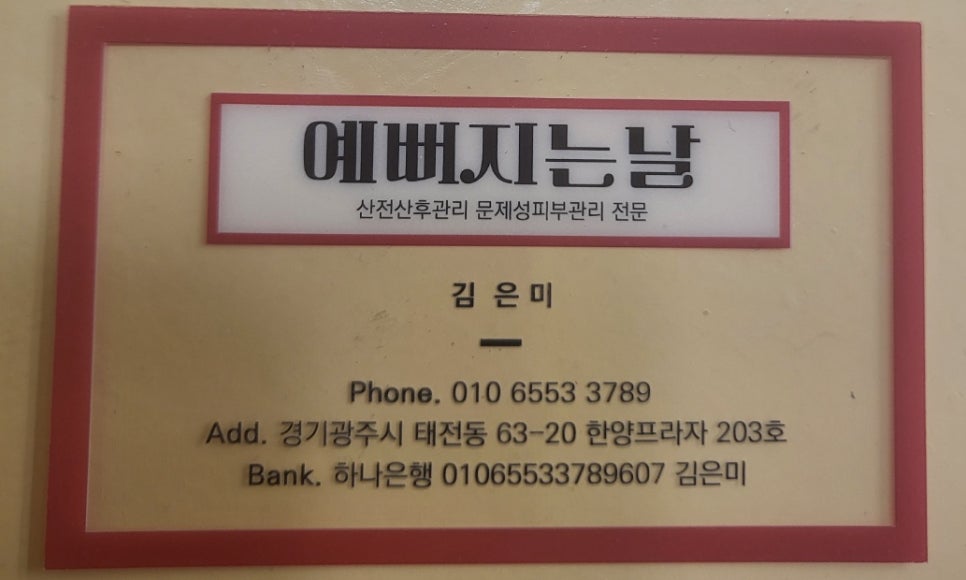 예뻐지는날
산전산후관리 문제성피부관리 전문
김 은 미
Phone. 010 6553 3789
Add. 경기광주시 태전동 63-20 한양프라자 203호
Bank. 하나은행 01065533789607 김은미